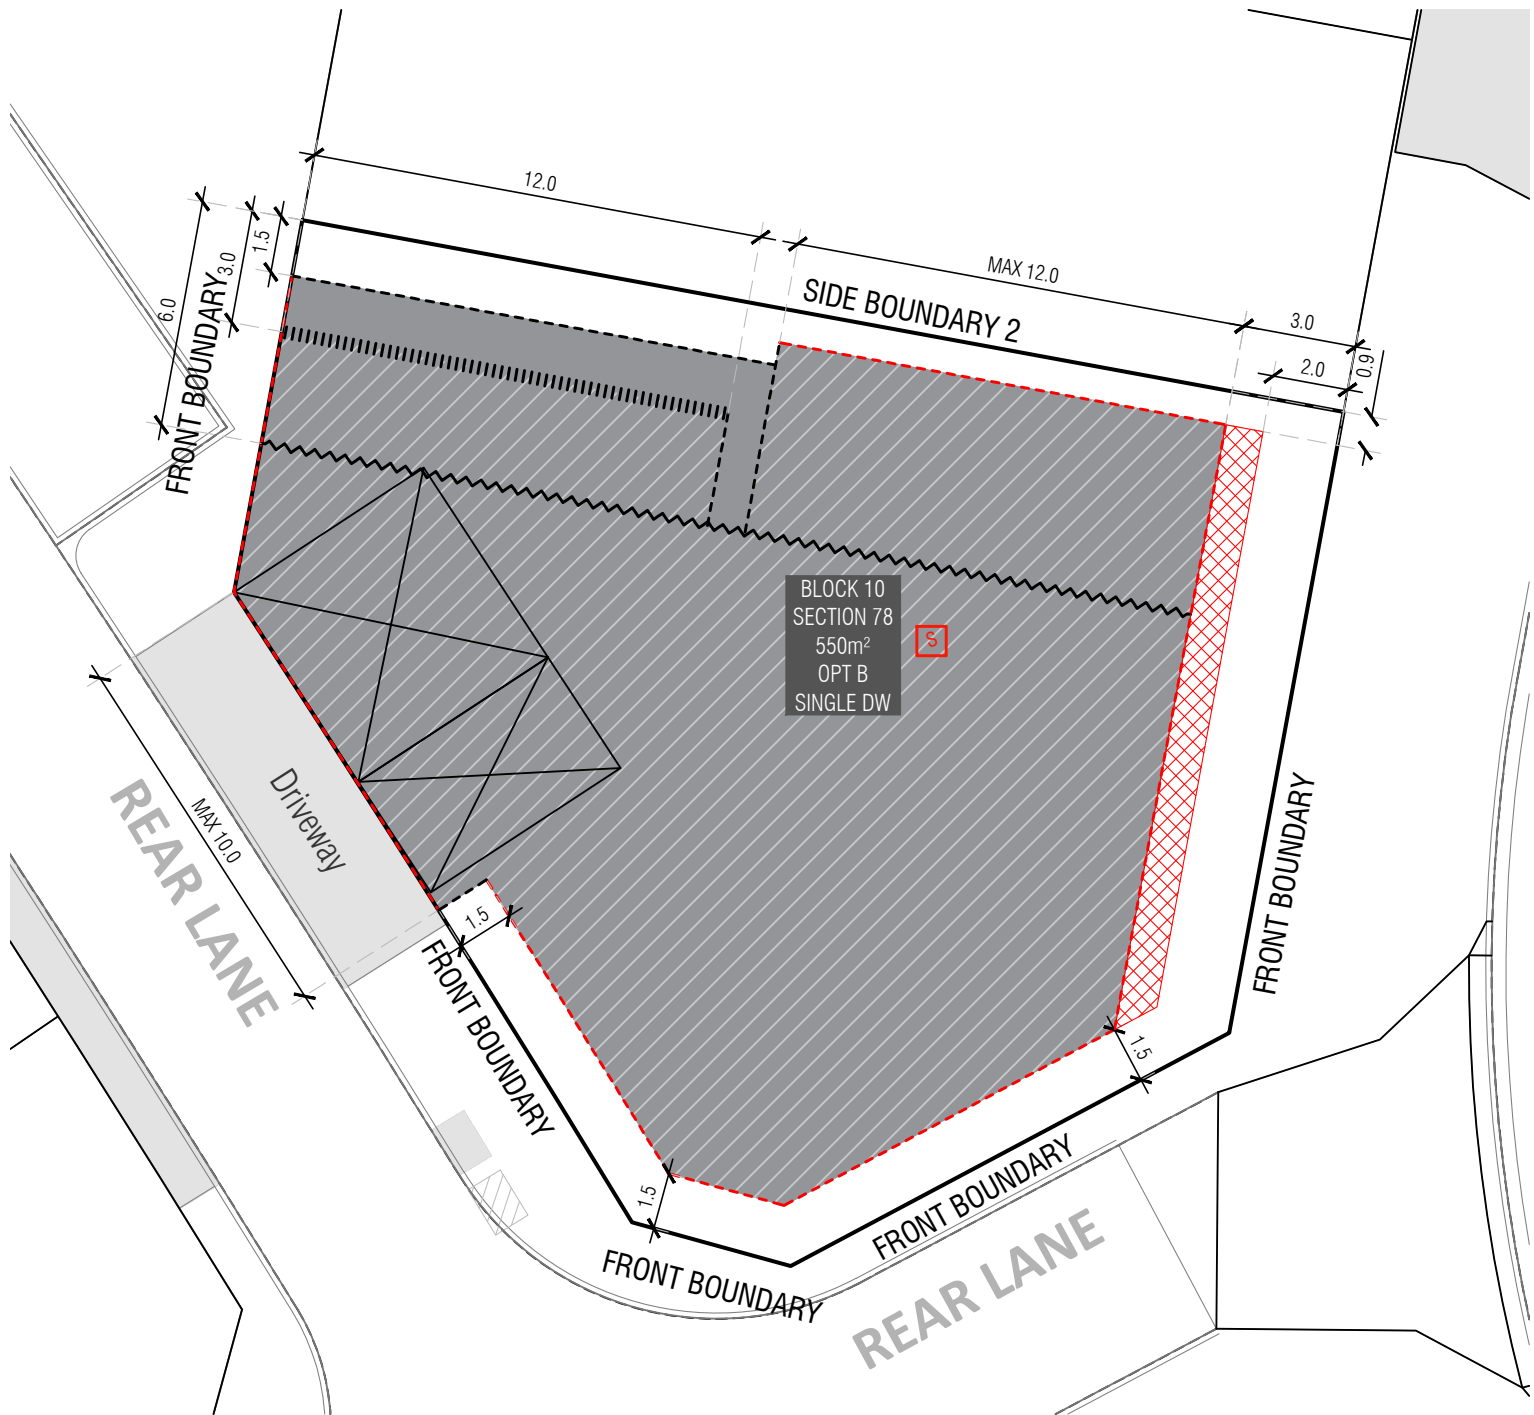 12.0
MAX 12.0
3.0
2.0
0.9
1.5
3.0
6.0
SIDE BOUNDARY 2
FRONT BOUNDARY
BLOCK 10
SECTION 78
550m²
OPT B
SINGLE DW
S
Driveway
MAX 10.0
REAR LANE
1.5
FRONT BOUNDARY
FRONT BOUNDARY
1.5
1.5
FRONT BOUNDARY
FRONT BOUNDARY
REAR LANE